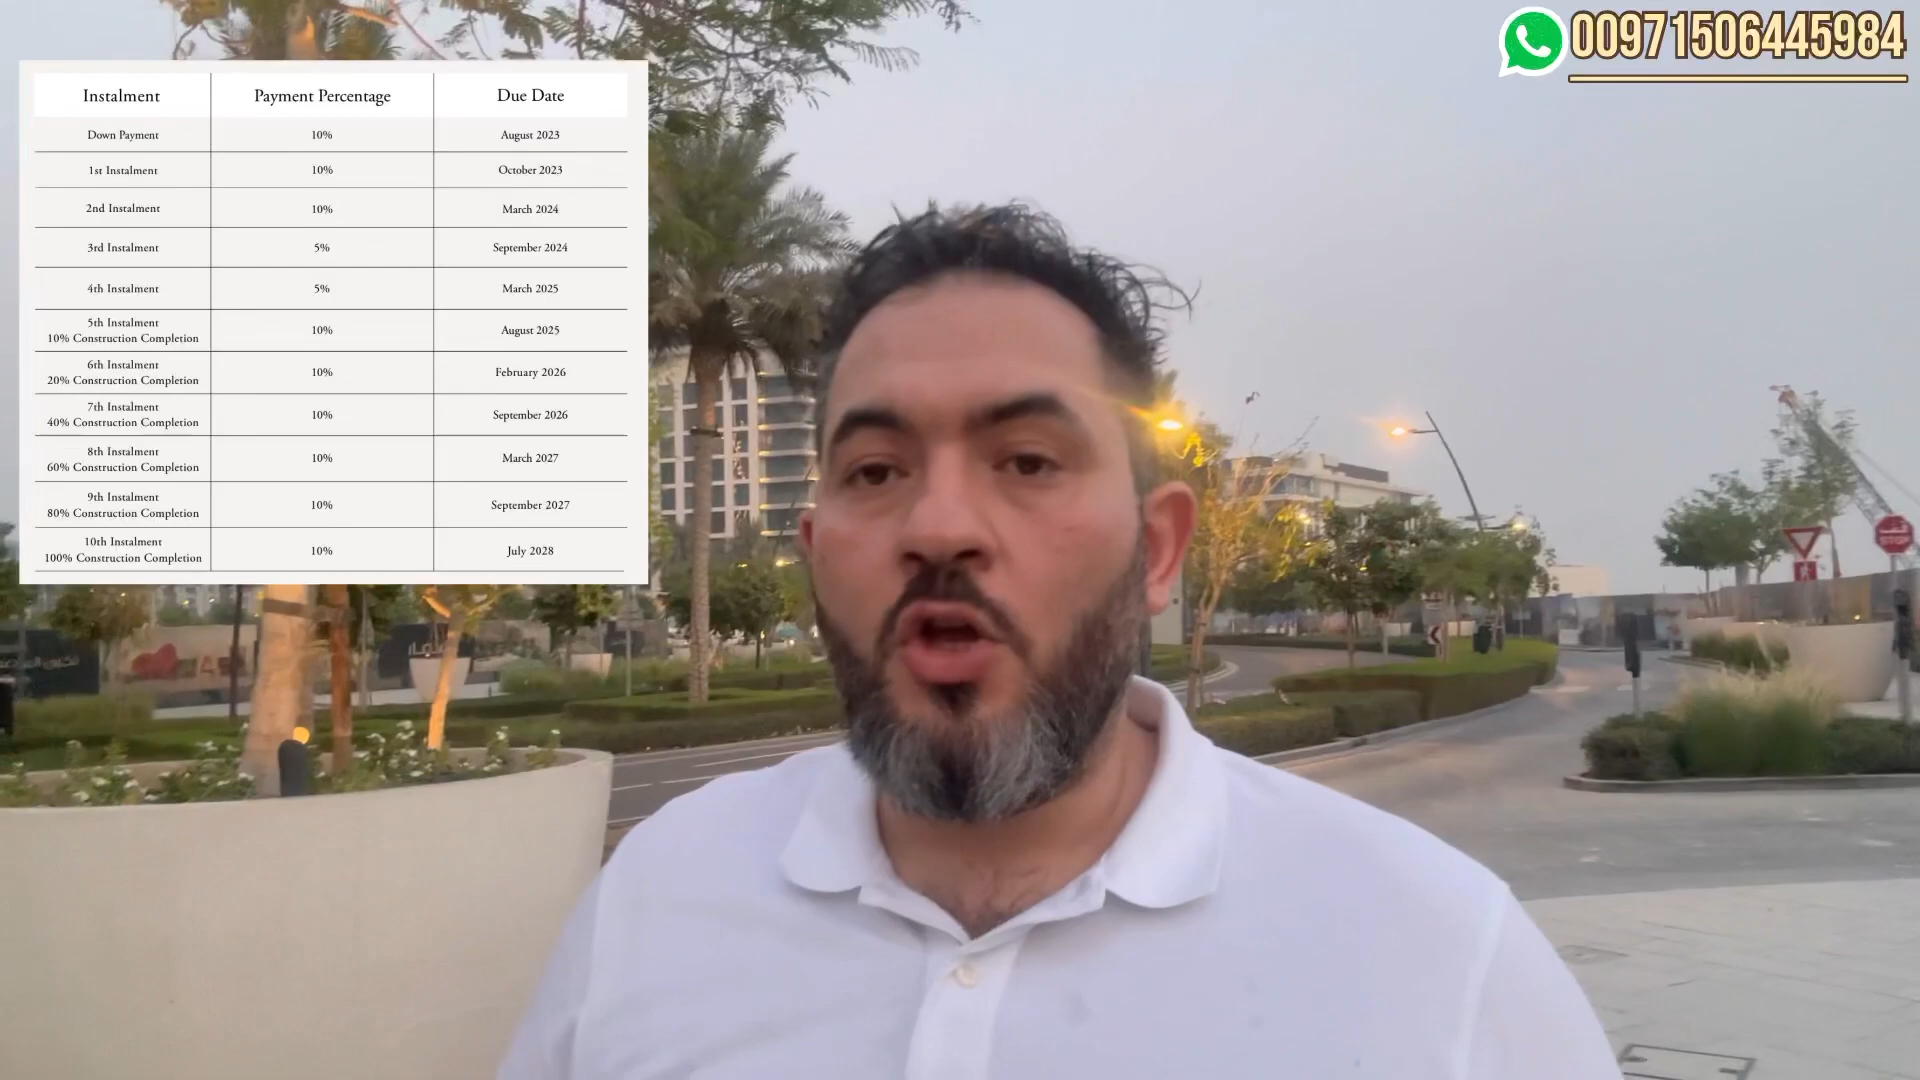 00971506445984
Instalment Payment Percentage Due Date
Down Payment 10% August 2023
1st Instalment 10% October 2023
2nd Instalment 10% March 2024
3rd Instalment 5% September 2024
4th Instalment 5% March 2025
5th Instalment
10% Construction Completion 10% August 2025
6th Instalment
20% Construction Completion 10% February 2026
7th Instalment
40% Construction Completion 10% September 2026
8th Instalment
60% Construction Completion 10% March 2027
9th Instalment
80% Construction Completion 10% September 2027
10th Instalment
100% Construction Completion 10% July 2028
قف
STOP